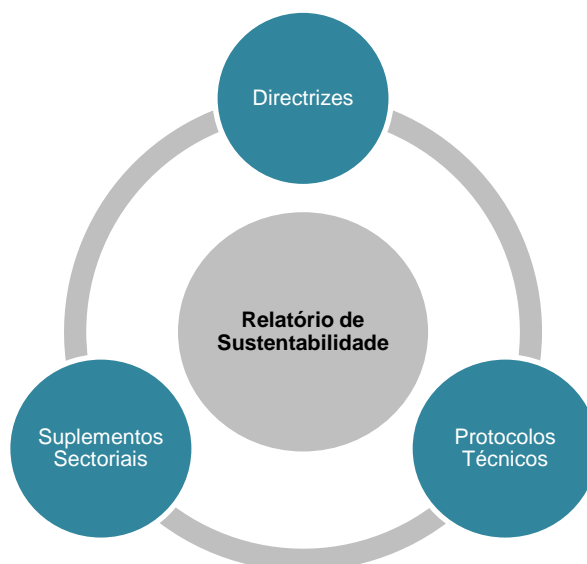 Directrizes
Relatório de
Sustentabilidade
Suplementos
Sectoriais
Protocolos
Técnicos